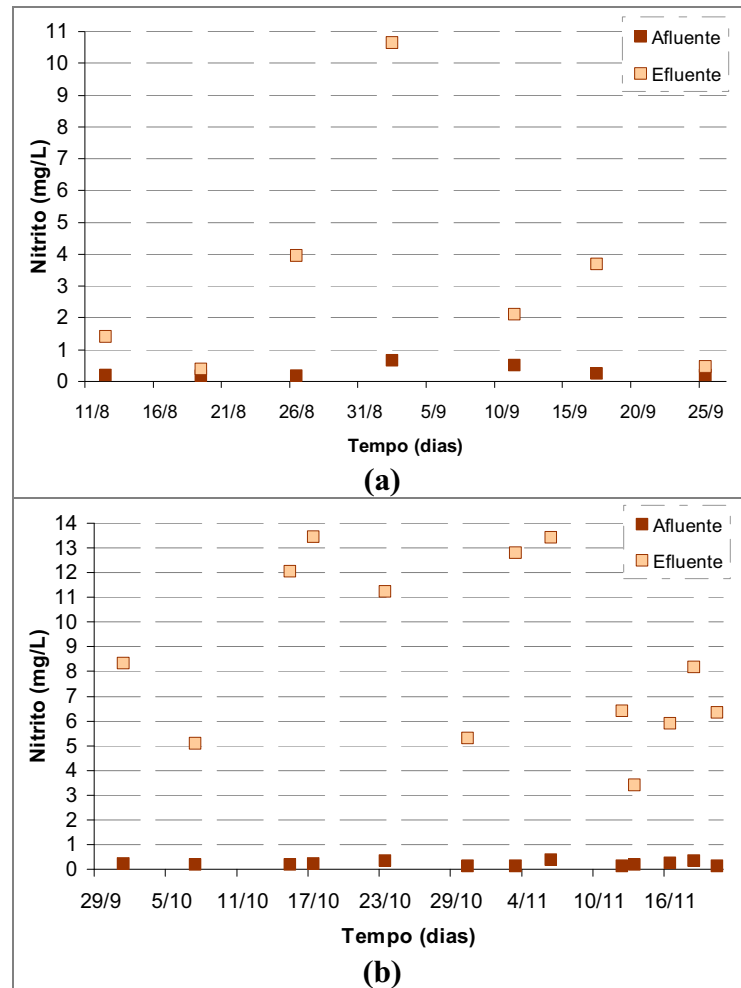 11
10
9
8
7
6
5
4
3
2
1
0
Nitrito (mg/L)
Afluente
Efluente
11/8 16/8 21/8 26/8 31/8 5/9 10/9 15/9 20/9 25/9
Tempo (dias)
(a)
14
13
12
11
10
9
8
7
6
5
4
3
2
1
0
Nitrito (mg/L)
Afluente
Efluente
29/9 5/10 11/10 17/10 23/10 29/10 4/11 10/11 16/11
Tempo (dias)
(b)